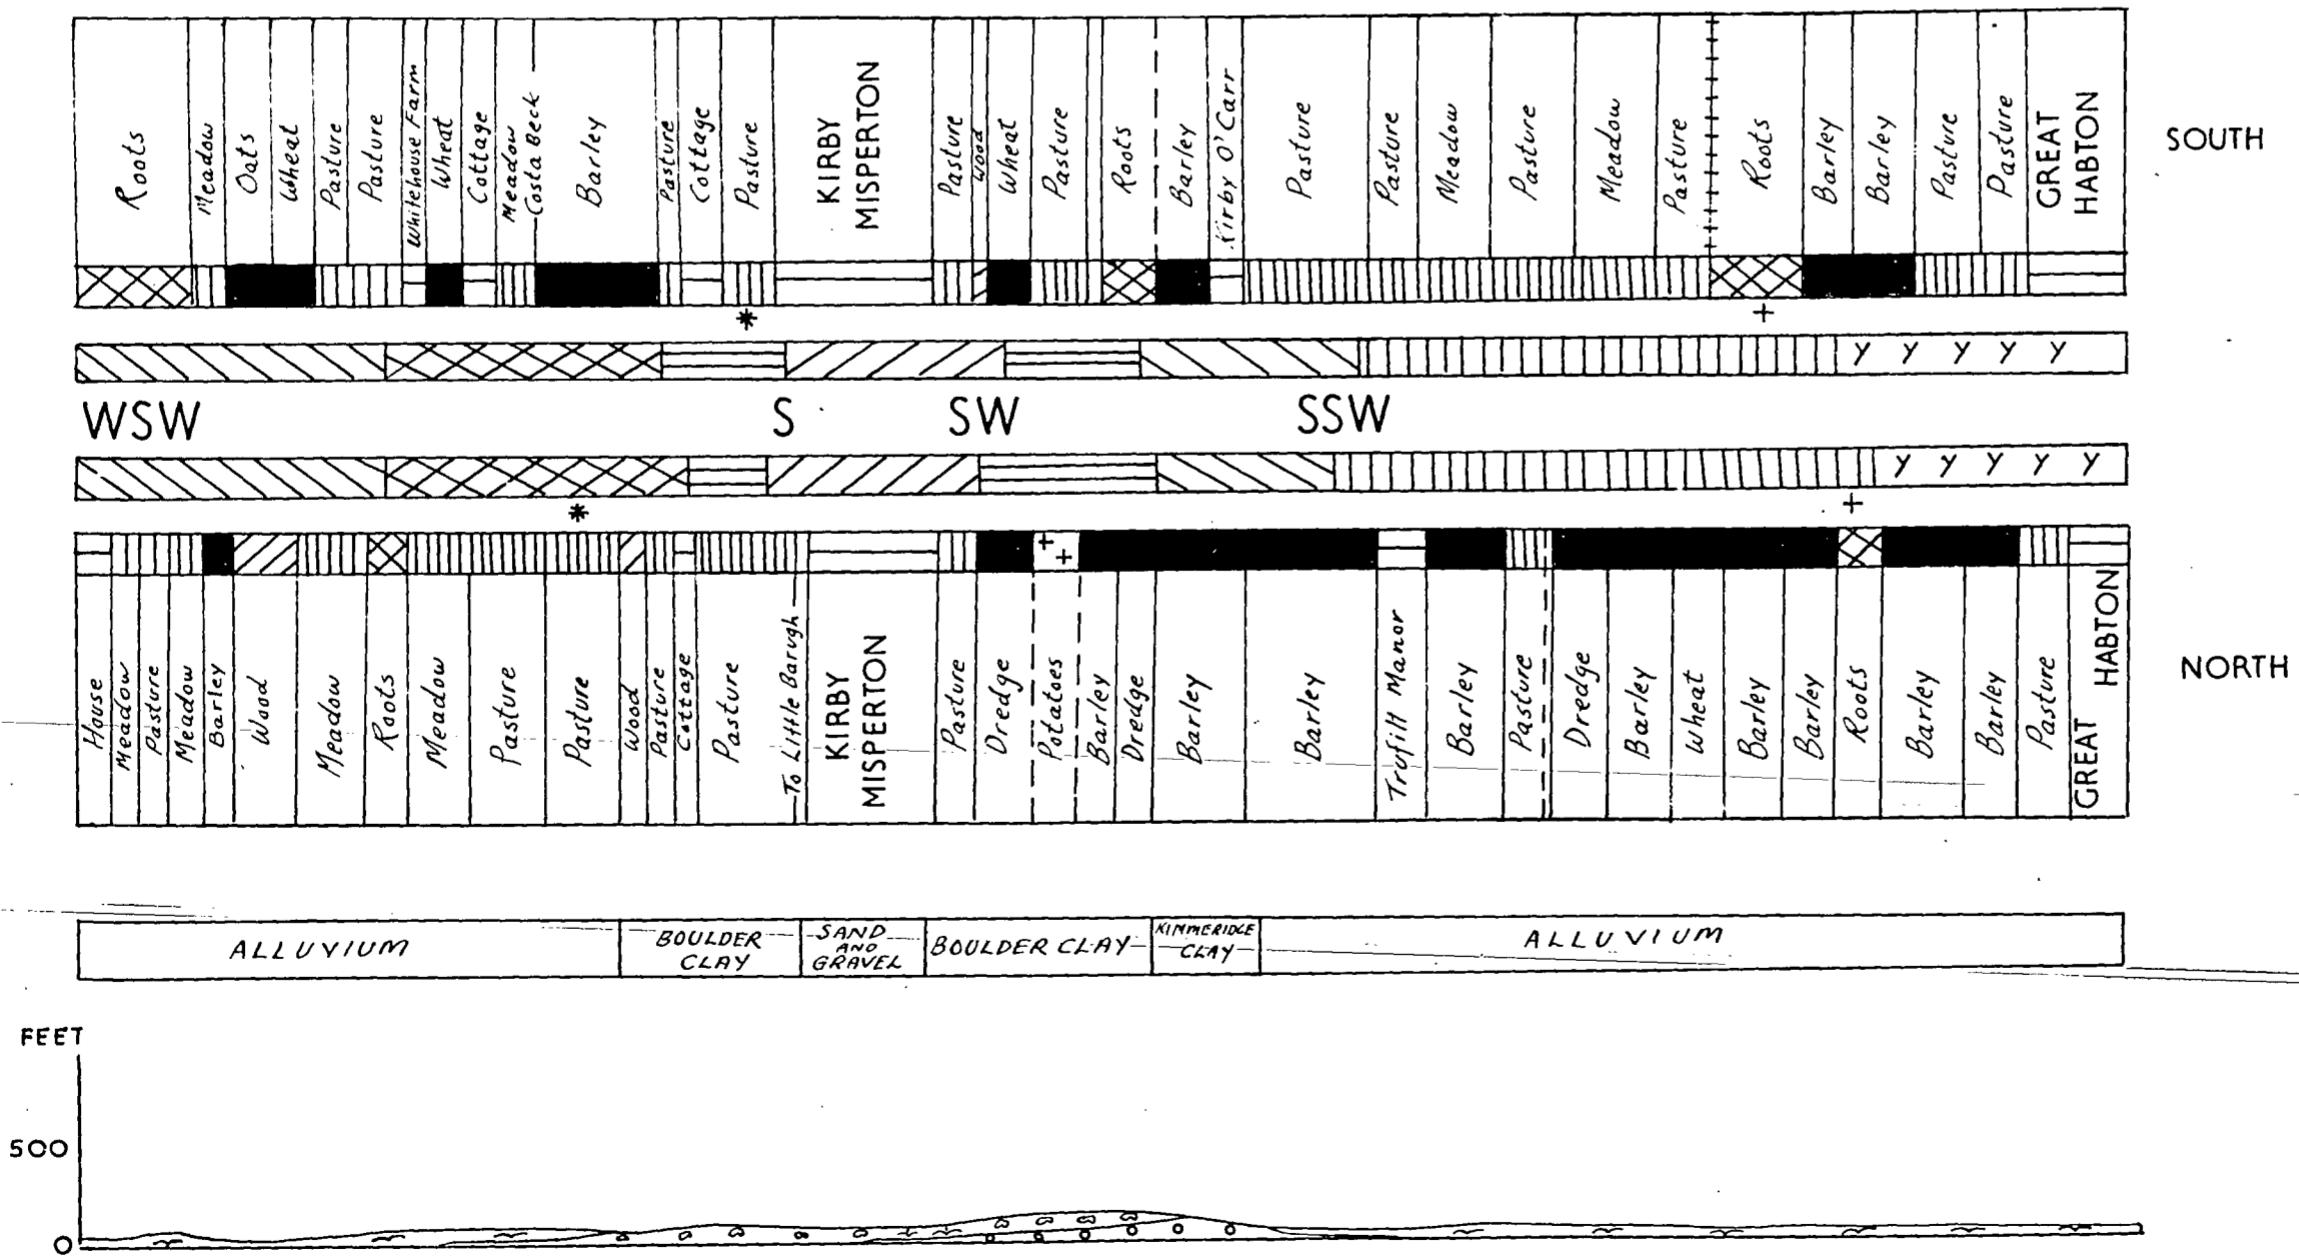 Roots
Meadow
Oats
Wheat
Pasture
Pasture
Whitehouse Farm
Wheat
Cottage
Meadow
Costa Beck
Barley
Pasture
Cottage
Pasture
KIRBY
MISPERTON
Pasture
Wood
Wheat
Pasture
Roots
Barley
Kirby O'Carr
Pasture
Pasture
Meadow
Pasture
Meadow
Pasture
Roots
Barley
Barley
Pasture
Pasture
GREAT
HABTON
SOUTH
* +
Y Y Y Y Y
WSW S SW SSW
Y Y Y Y Y
* +
+ +
House
Meadow
Pasture
Meadow
Barley
Wood
Meadow
Roots
Meadow
Pasture
Pasture
Wood
Pasture
Cottage
Pasture
To Little Barugh
KIRBY
MISPERTON
Pasture
Dredge
Potatoes
Barley
Dredge
Barley
Barley
Trufilt Manor
Barley
Pasture
Dredge
Barley
Wheat
Barley
Barley
Roots
Barley
Barley
Pasture
GREAT HABTON
NORTH
ALLUVIUM
BOULDER
CLAY
SAND
AND
GRAVEL
BOULDER CLAY
KIMMERIDGE
CLAY
ALLUVIUM
FEET
500
0